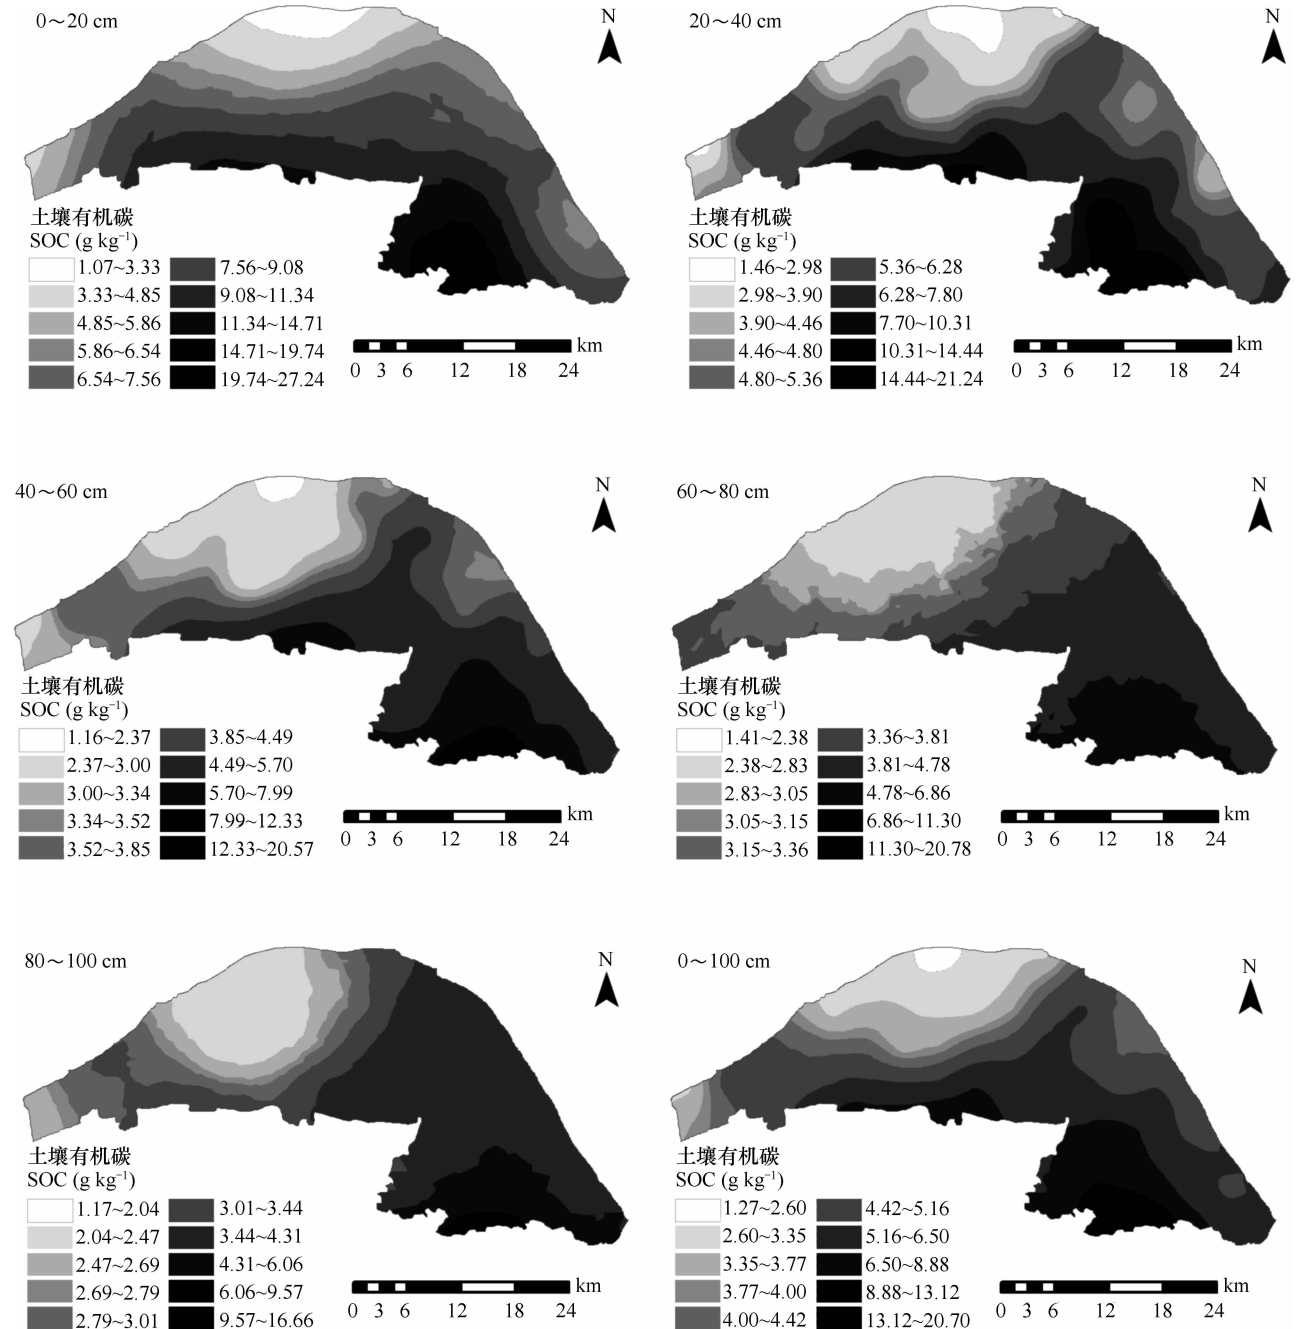 0～20 cm
N
土壤有机碳
SOC (g kg⁻¹)
1.07~3.33 7.56~9.08
3.33~4.85 9.08~11.34
4.85~5.86 11.34~14.71
5.86~6.54 14.71~19.74
6.54~7.56 19.74~27.24
km
0 3 6 12 18 24
20～40 cm
N
土壤有机碳
SOC (g kg⁻¹)
1.46~2.98 5.36~6.28
2.98~3.90 6.28~7.80
3.90~4.46 7.70~10.31
4.46~4.80 10.31~14.44
4.80~5.36 14.44~21.24
km
0 3 6 12 18 24
40～60 cm
N
土壤有机碳
SOC (g kg⁻¹)
1.16~2.37 3.85~4.49
2.37~3.00 4.49~5.70
3.00~3.34 5.70~7.99
3.34~3.52 7.99~12.33
3.52~3.85 12.33~20.57
km
0 3 6 12 18 24
60～80 cm
N
土壤有机碳
SOC (g kg⁻¹)
1.41~2.38 3.36~3.81
2.38~2.83 3.81~4.78
2.83~3.05 4.78~6.86
3.05~3.15 6.86~11.30
3.15~3.36 11.30~20.78
km
0 3 6 12 18 24
80～100 cm
N
土壤有机碳
SOC (g kg⁻¹)
1.17~2.04 3.01~3.44
2.04~2.47 3.44~4.31
2.47~2.69 4.31~6.06
2.69~2.79 6.06~9.57
2.79~3.01 9.57~16.66
km
0 3 6 12 18 24
0～100 cm
N
土壤有机碳
SOC (g kg⁻¹)
1.27~2.60 4.42~5.16
2.60~3.35 5.16~6.50
3.35~3.77 6.50~8.88
3.77~4.00 8.88~13.12
4.00~4.42 13.12~20.70
km
0 3 6 12 18 24